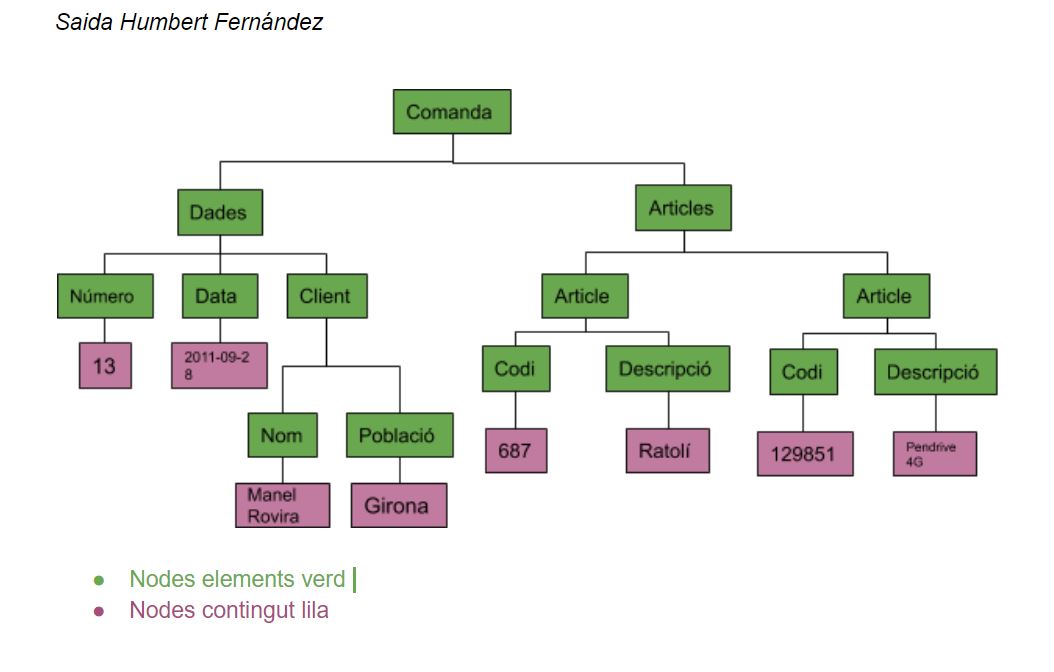 Saida Humbert Fernández
Comanda
Dades
Articles
Número
Data
Client
Article
Article
13
2011-09-2
8
Codi
Descripció
Codi
Descripció
Nom
Població
687
Ratolí
129851
Pendrive
4G
Manel
Rovira
Girona
Nodes elements verd
Nodes contingut lila